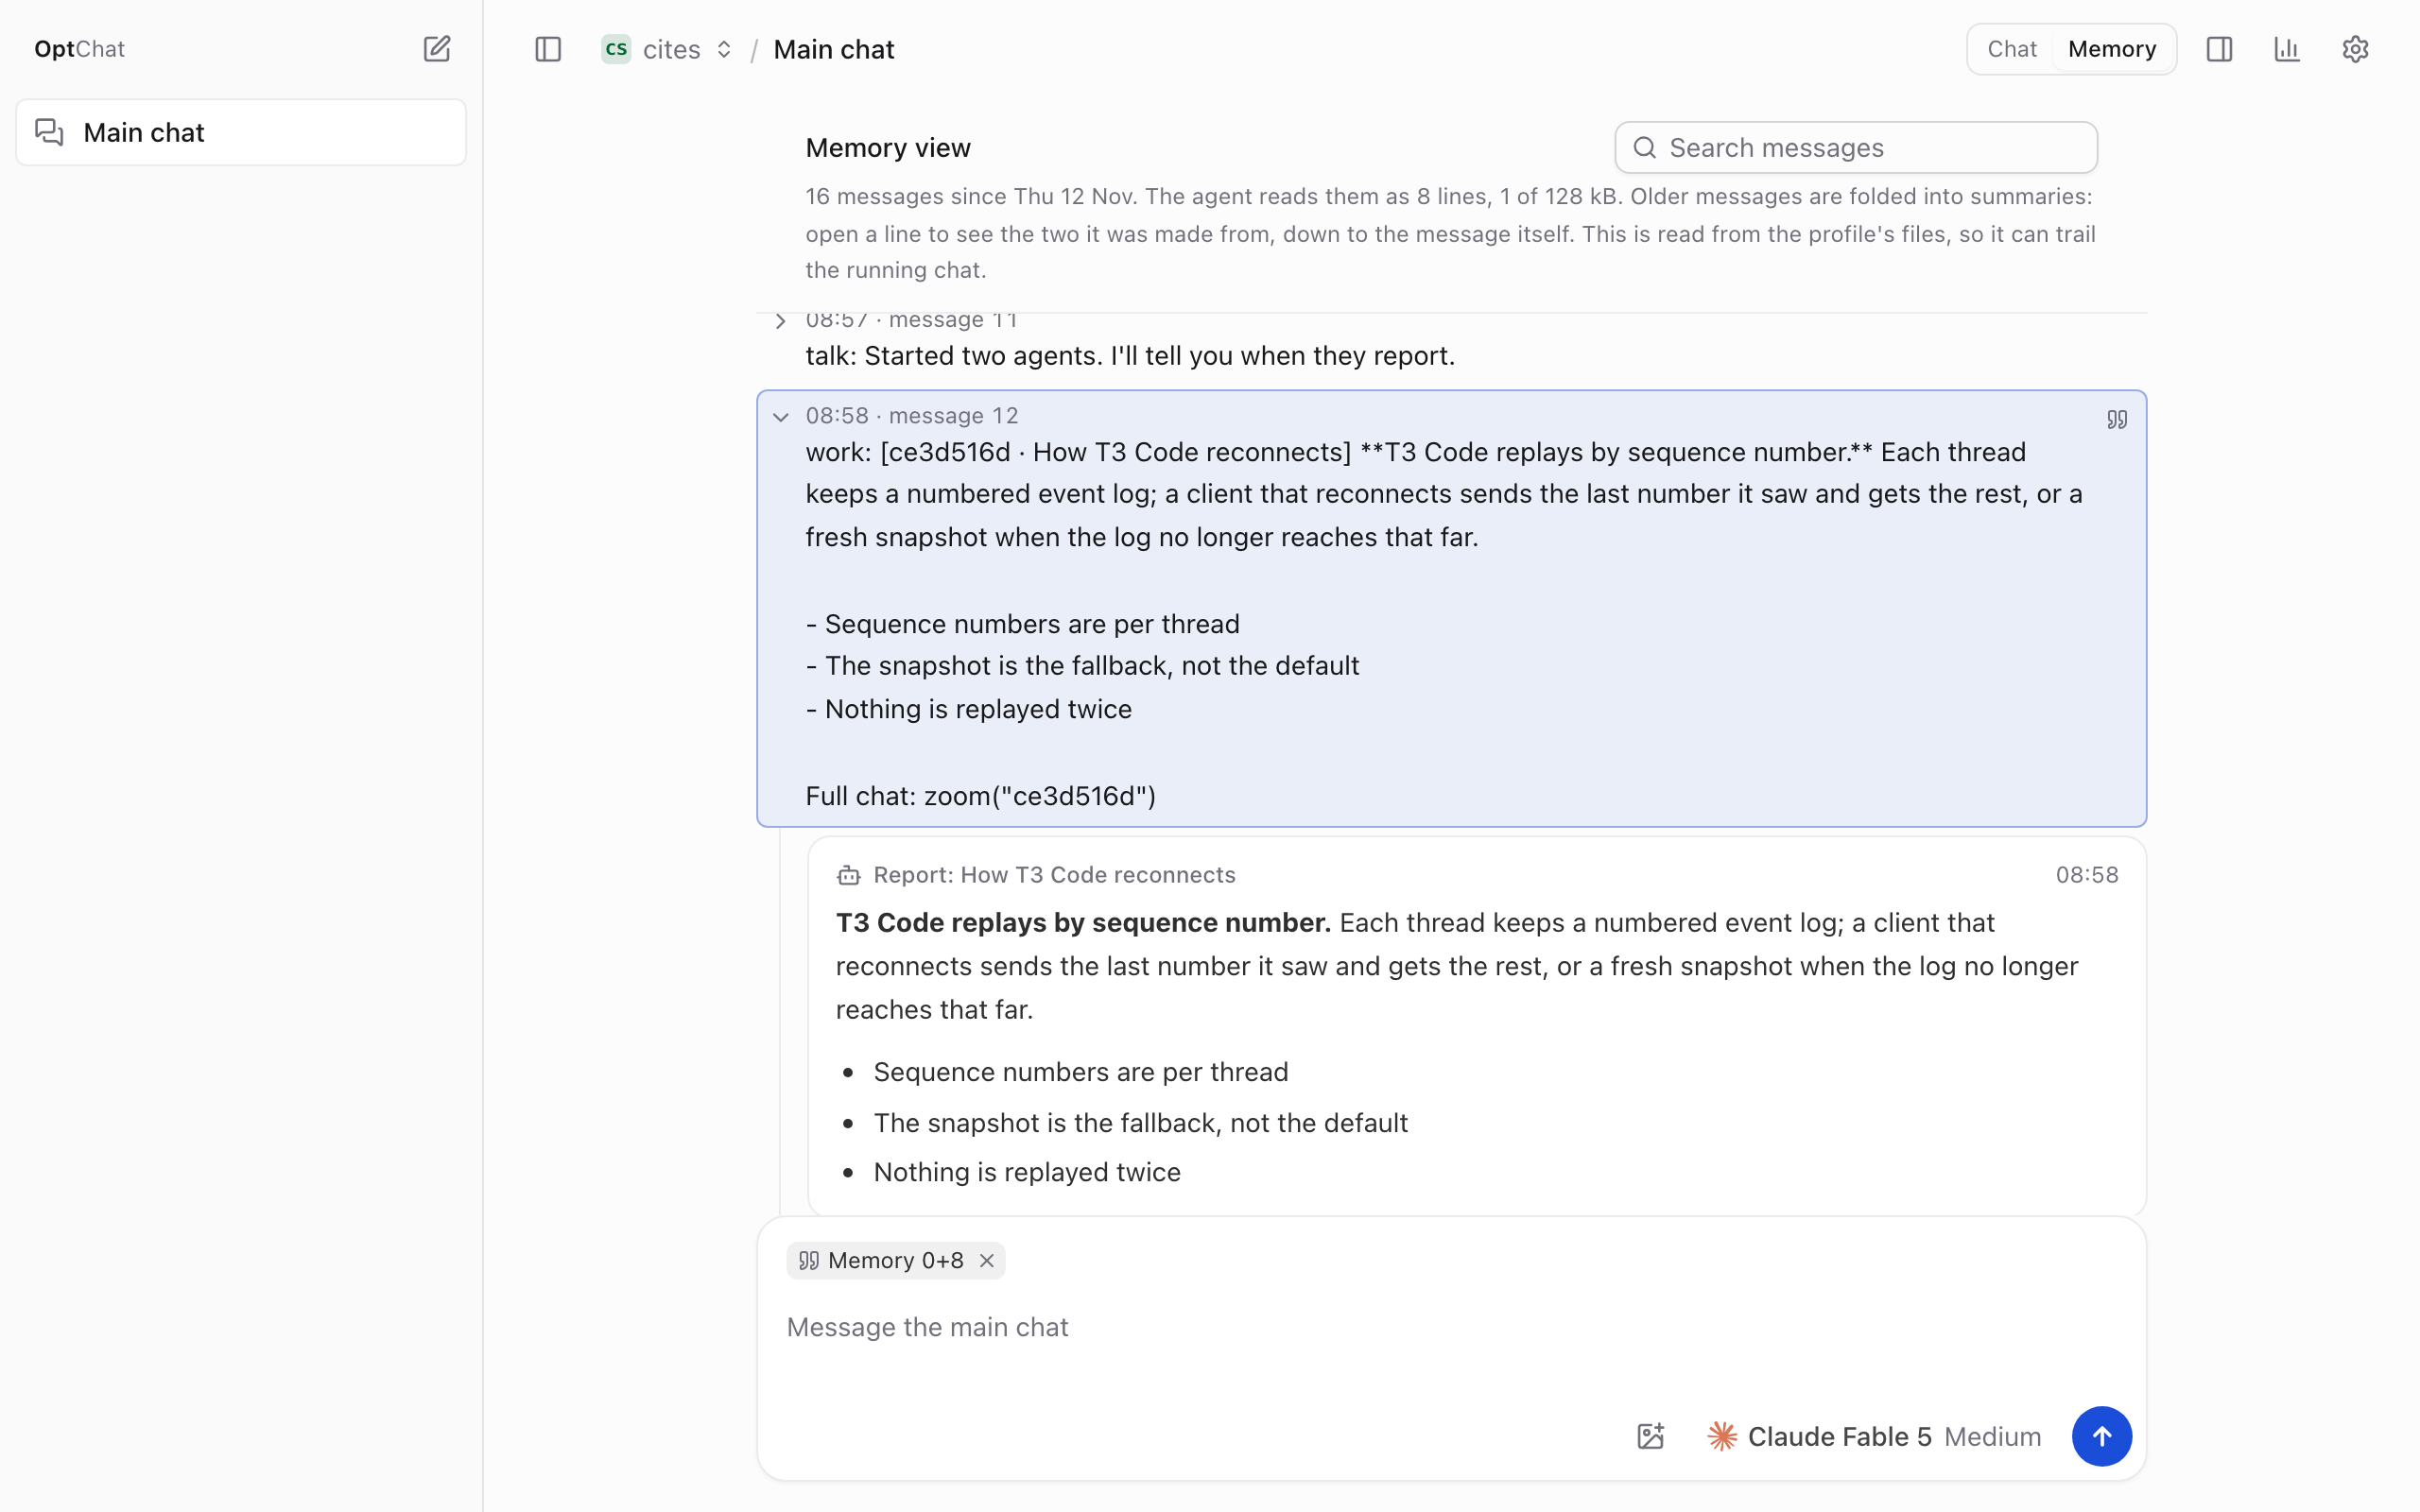 OptChat
Main chat
CS cites / Main chat
Chat Memory
Memory view
Search messages
16 messages since Thu 12 Nov. The agent reads them as 8 lines, 1 of 128 kB. Older messages are folded into summaries:
open a line to see the two it was made from, down to the message itself. This is read from the profile's files, so it can trail
the running chat.
08:57 · message 11
talk: Started two agents. I'll tell you when they report.
08:58 · message 12
work: [ce3d516d · How T3 Code reconnects] **T3 Code replays by sequence number.** Each thread
keeps a numbered event log; a client that reconnects sends the last number it saw and gets the rest, or a
fresh snapshot when the log no longer reaches that far.
- Sequence numbers are per thread
- The snapshot is the fallback, not the default
- Nothing is replayed twice
Full chat: zoom("ce3d516d")
Report: How T3 Code reconnects 08:58
T3 Code replays by sequence number. Each thread keeps a numbered event log; a client that
reconnects sends the last number it saw and gets the rest, or a fresh snapshot when the log no longer
reaches that far.
• Sequence numbers are per thread
• The snapshot is the fallback, not the default
• Nothing is replayed twice
Memory 0+8
Message the main chat
Claude Fable 5 Medium